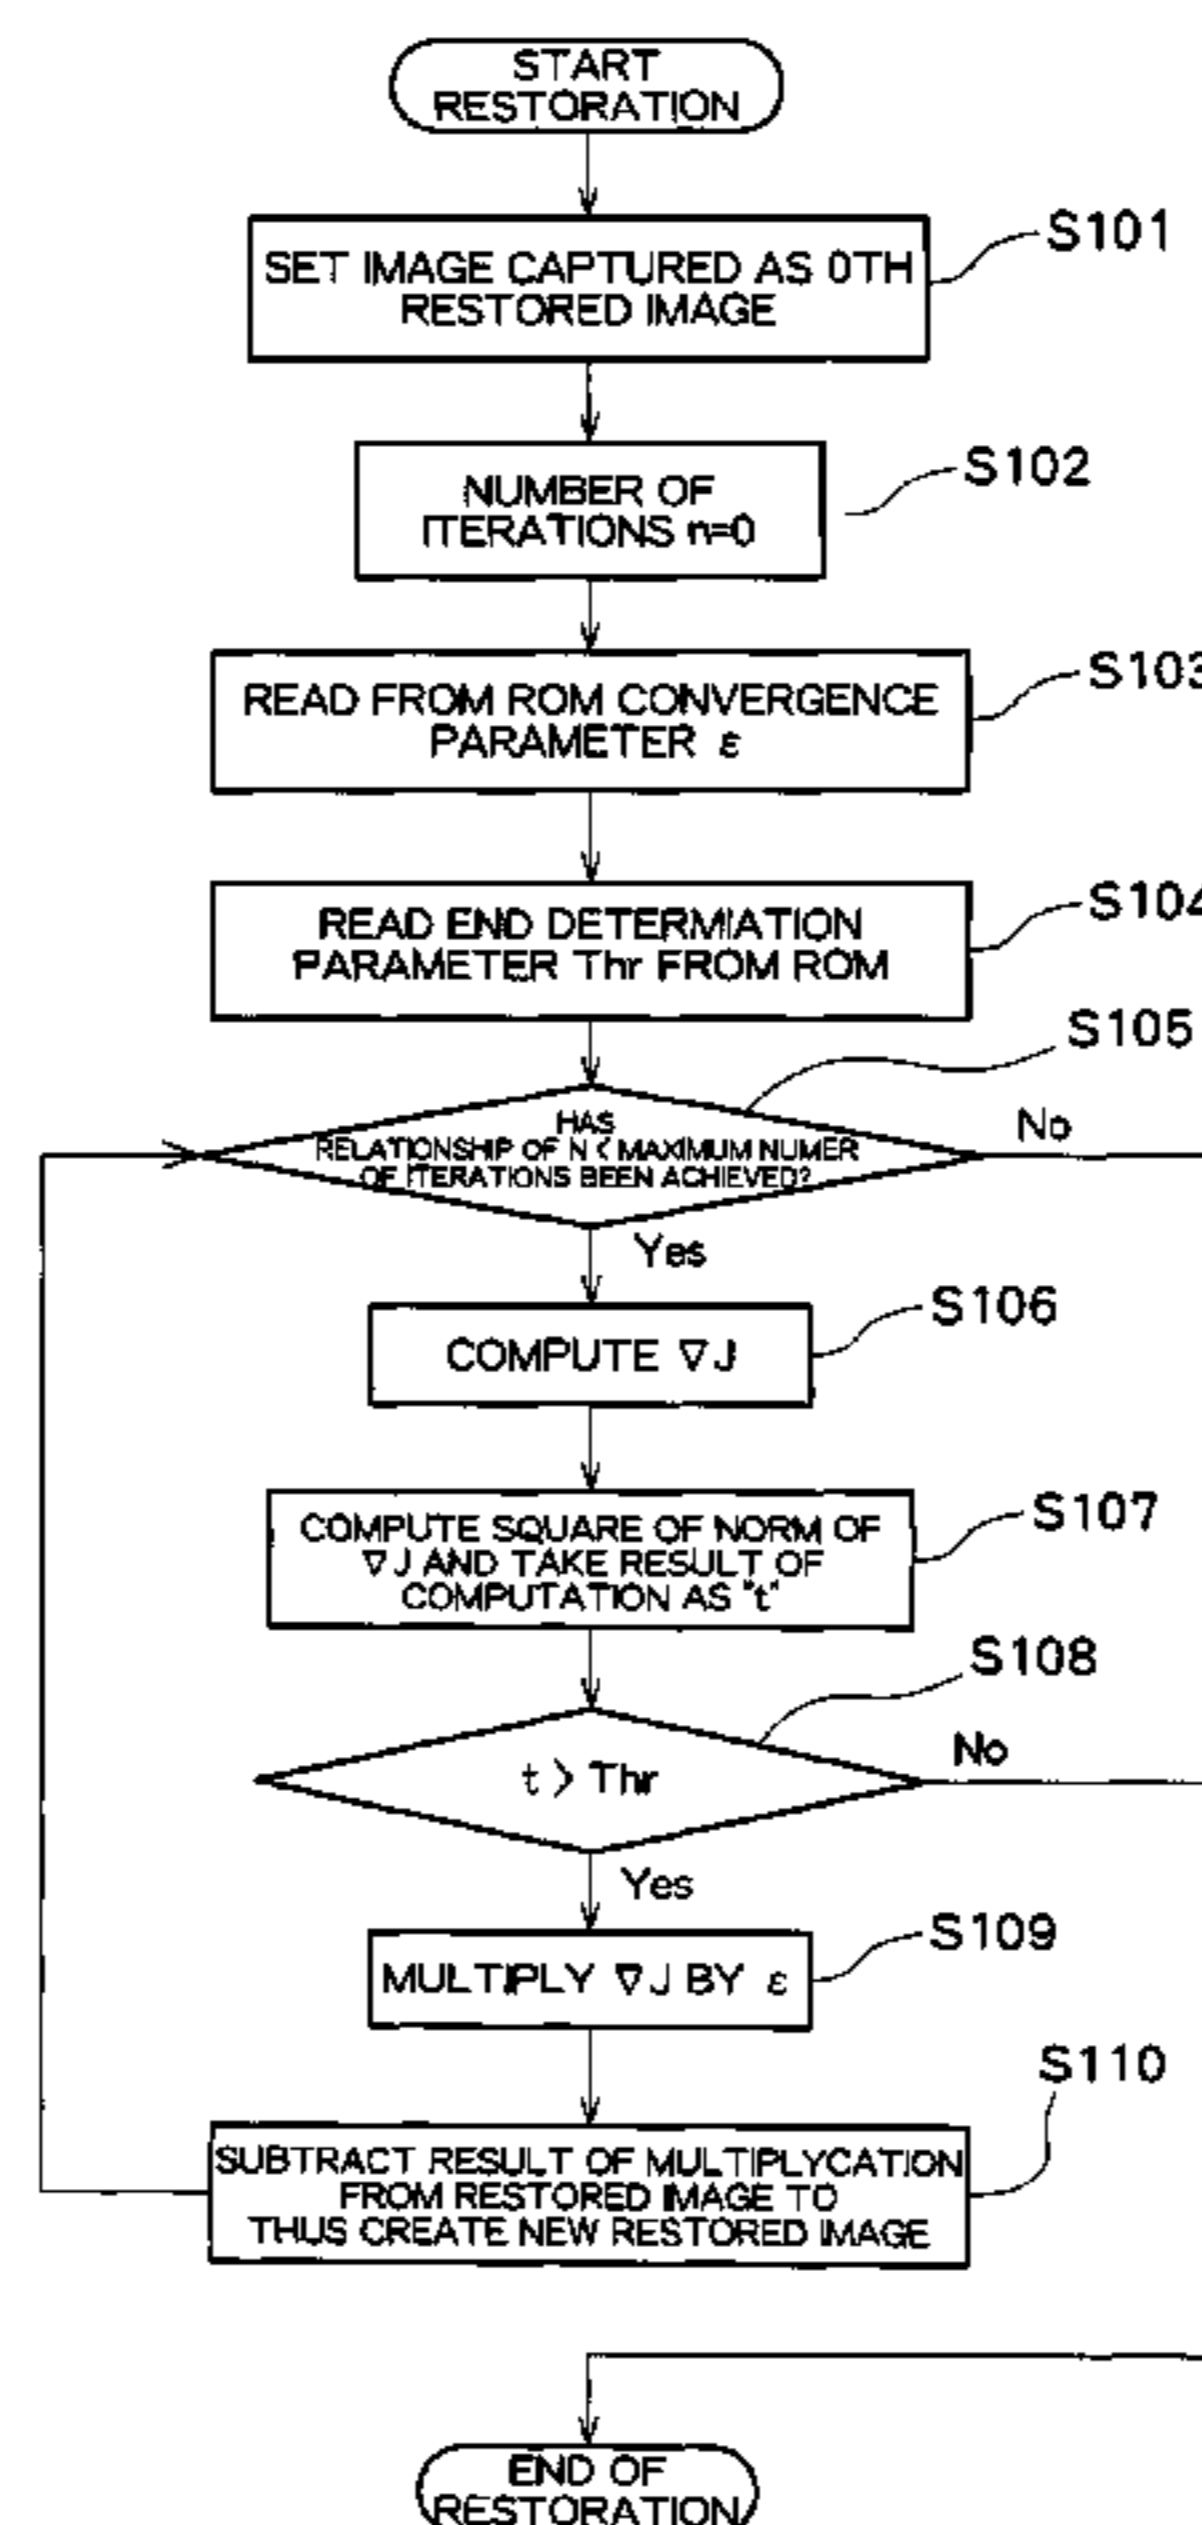 START
RESTORATION
S101
SET IMAGE CAPTURED AS 0TH
RESTORED IMAGE
S102
NUMBER OF
ITERATIONS n=0
S103
READ FROM ROM CONVERGENCE
PARAMETER ε
S104
READ END DETERMIATION
PARAMETER Thr FROM ROM
S105
HAS
RELATIONSHIP OF N < MAXIMUM NUMER
OF ITERATIONS BEEN ACHIEVED?
No
Yes
S106
COMPUTE ∇J
S107
COMPUTE SQUARE OF NORM OF
∇J AND TAKE RESULT OF
COMPUTATION AS "t"
S108
t > Thr
No
Yes
S109
MULTIPLY ∇J BY ε
S110
SUBTRACT RESULT OF MULTIPLYCATION
FROM RESTORED IMAGE TO
THUS CREATE NEW RESTORED IMAGE
END OF
RESTORATION